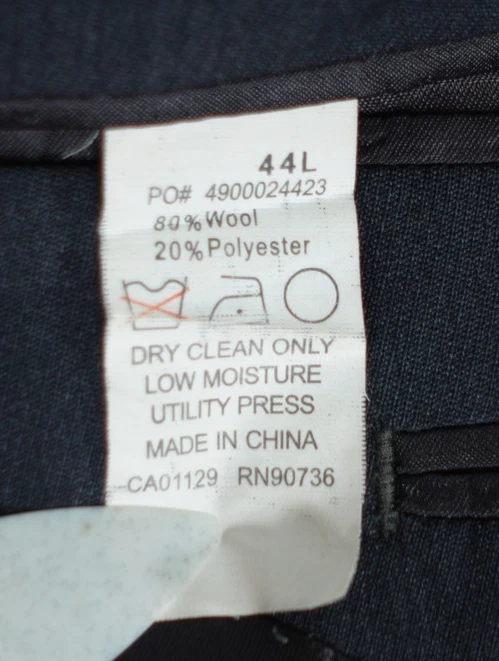 44L
PO# 4900024423
80%Wool
20%Polyester
DRY CLEAN ONLY
LOW MOISTURE
UTILITY PRESS
MADE IN CHINA
CA01129 RN90736